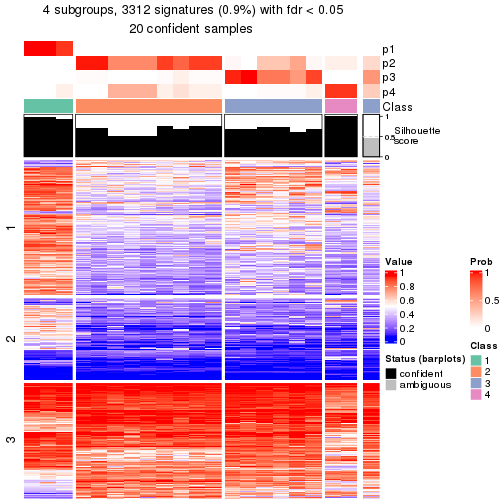 4 subgroups, 3312 signatures (0.9%) with fdr < 0.05
20 confident samples
p1
p2
p3
p4
Class
1
0.5
0
Silhouette
score
1
2
3
Value
1
0.8
0.6
0.4
0.2
0
Prob
1
0.5
0
Status (barplots)
confident
ambiguous
Class
1
2
3
4